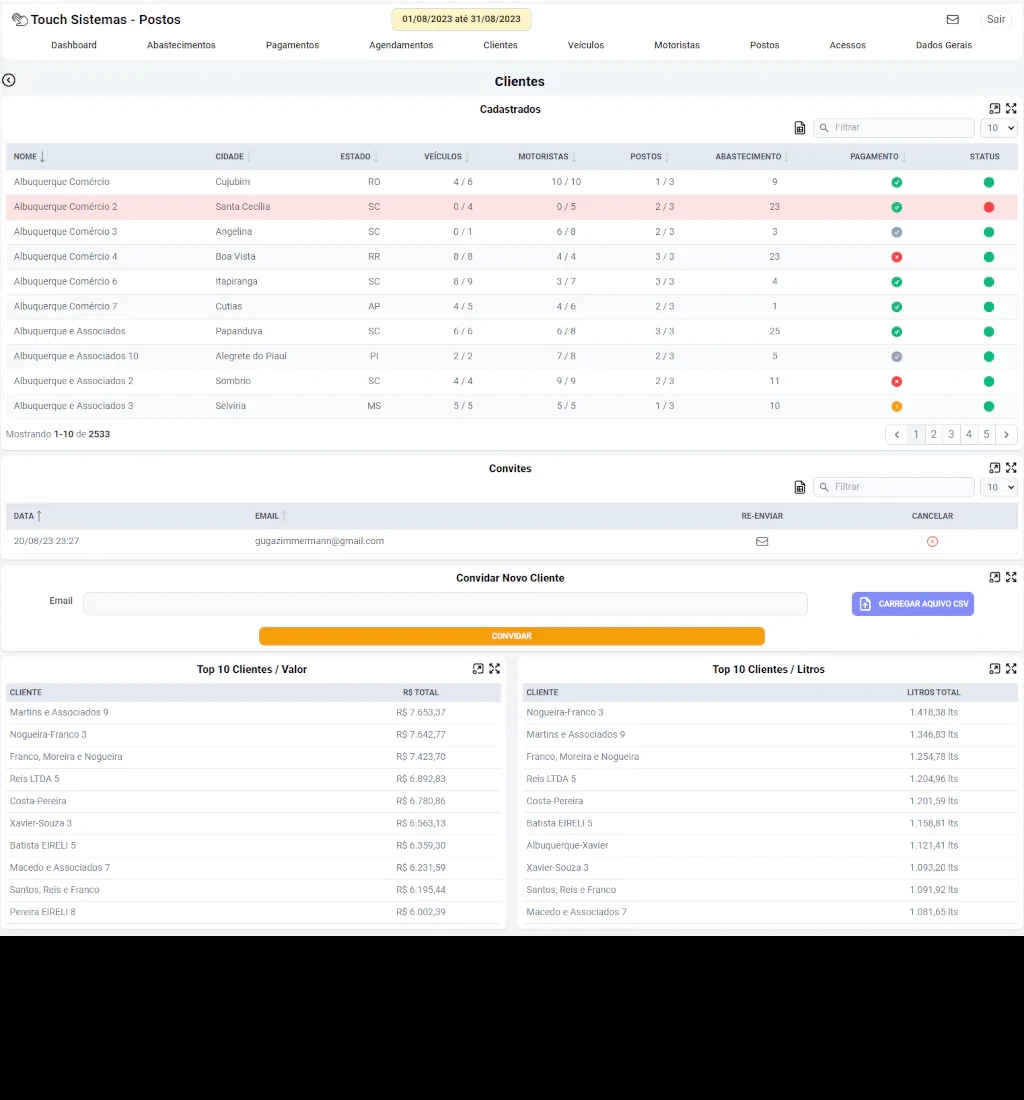 Touch Sistemas - Postos 01/08/2023 até 31/08/2023 Sair
Dashboard Abastecimentos Pagamentos Agendamentos Clientes Veículos Motoristas Postos Acessos Dados Gerais
Clientes
Cadastrados
Filtrar 10
NOME CIDADE ESTADO VEÍCULOS MOTORISTAS POSTOS ABASTECIMENTO PAGAMENTO STATUS
Albuquerque Comércio Cujubim RO 4 / 6 10 / 10 1 / 3 9
Albuquerque Comércio 2 Santa Cecília SC 0 / 4 0 / 5 2 / 3 23
Albuquerque Comércio 3 Angelina SC 0 / 1 6 / 8 2 / 3 3
Albuquerque Comércio 4 Boa Vista RR 8 / 8 4 / 4 3 / 3 23
Albuquerque Comércio 6 Itapiranga SC 8 / 9 3 / 7 3 / 3 4
Albuquerque Comércio 7 Cutias AP 4 / 5 4 / 6 2 / 3 1
Albuquerque e Associados Papanduva SC 6 / 6 6 / 8 3 / 3 25
Albuquerque e Associados 10 Alegrete do Piauí PI 2 / 2 7 / 8 2 / 3 5
Albuquerque e Associados 2 Sombrio SC 4 / 4 9 / 9 2 / 3 11
Albuquerque e Associados 3 Selvíria MS 5 / 5 5 / 5 1 / 3 10
Mostrando 1-10 de 2533 1 2 3 4 5
Convites
Filtrar 10
DATA EMAIL RE-ENVIAR CANCELAR
20/08/23 23:27 gugazimmermann@gmail.com
Convidar Novo Cliente
Email CARREGAR AQUIVO CSV
CONVIDAR
Top 10 Clientes / Valor
CLIENTE R$ TOTAL
Martins e Associados 9 R$ 7.653,37
Nogueira-Franco 3 R$ 7.642,77
Franco, Moreira e Nogueira R$ 7.423,70
Reis LTDA 5 R$ 6.892,83
Costa-Pereira R$ 6.780,86
Xavier-Souza 3 R$ 6.563,13
Batista EIRELI 5 R$ 6.359,30
Macedo e Associados 7 R$ 6.231,59
Santos, Reis e Franco R$ 6.195,44
Pereira EIRELI 8 R$ 6.002,39
Top 10 Clientes / Litros
CLIENTE LITROS TOTAL
Nogueira-Franco 3 1.418,38 lts
Martins e Associados 9 1.346,83 lts
Franco, Moreira e Nogueira 1.254,78 lts
Reis LTDA 5 1.204,96 lts
Costa-Pereira 1.201,59 lts
Batista EIRELI 5 1.158,81 lts
Albuquerque-Xavier 1.121,41 lts
Xavier-Souza 3 1.093,20 lts
Santos, Reis e Franco 1.091,92 lts
Macedo e Associados 7 1.081,65 lts